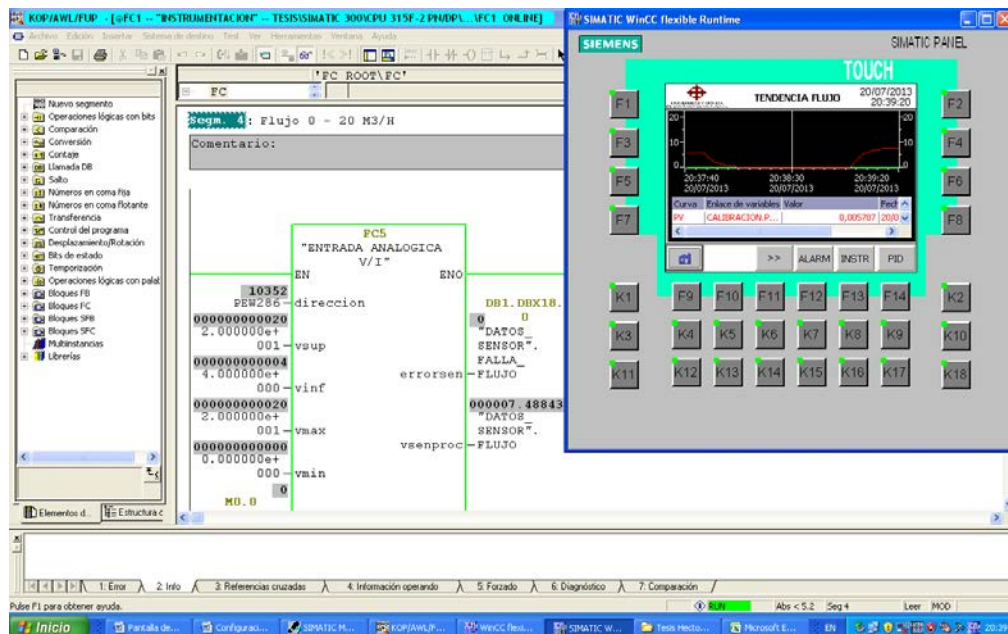 KOP/AWL/FUP - [@FC1 -- "INSTRUMENTACION" -- TESIS\SIMATIC 300\CPU 315F-2 PN/DP\...\FC1 ONLINE]
Archivo Edición Insertar Sistema de destino Test Ver Herramientas Ventana Ayuda
Nuevo segmento
Operaciones lógicas con bits
Comparación
Conversión
Contaje
Llamada DB
Salto
Números en coma fija
Números en coma flotante
Transferencia
Control del programa
Desplazamiento/Rotación
Bits de estado
Temporización
Operaciones lógicas con palab
Bloques FB
Bloques FC
Bloques SFB
Bloques SFC
Multiinstancias
Librerías
Elementos d...
Estructura c
'FC ROOT\FC'
FC
Segm. 4: Flujo 0 - 20 M3/H
Comentario:
FC5
"ENTRADA ANALOGICA
V/I"
EN
ENO
10352
PEW286
direccion
000000000020
2.000000e+
001
vsup
000000000004
4.000000e+
000
vinf
000000000020
2.000000e+
001
vmax
000000000000
0.000000e+
000
vmin
0
M0.0
DB1.DBX18.
0
0
"DATOS_
SENSOR".
FALLA_
errorsen
FLUJO
000007.48843
"DATOS_
SENSOR".
vsenproc
FLUJO
SIMATIC WinCC flexible Runtime
SIEMENS
SIMATIC PANEL
TOUCH
TENDENCIA FLUJO
20/07/2013
20:39:20
20
20
10
10
0
0
20:37:40
20/07/2013
20:38:30
20/07/2013
20:39:20
20/07/2013
Curva
Enlace de variables
Valor
Fech
PV
CALIBRACION.P...
0,005787
20/0
>>
ALARM
INSTR
PID
F1
F2
F3
F4
F5
F6
F7
F8
K1
F9
F10
F11
F12
F13
F14
K2
K3
K4
K5
K6
K7
K8
K9
K10
K11
K12
K13
K14
K15
K16
K17
K18
1: Error
2: Info
3: Referencias cruzadas
4: Información operando
5: Forzado
6: Diagnóstico
7: Comparación
Pulse F1 para obtener ayuda.
RUN
Abs < 5.2
Seg 4
Leer
MOD
Inicio
Pantalla de...
Configuraci...
SIMATIC M...
KOP/AWL/F...
WinCC flexi...
SIMATIC W...
Tesis Hecto...
Microsoft E...
EN